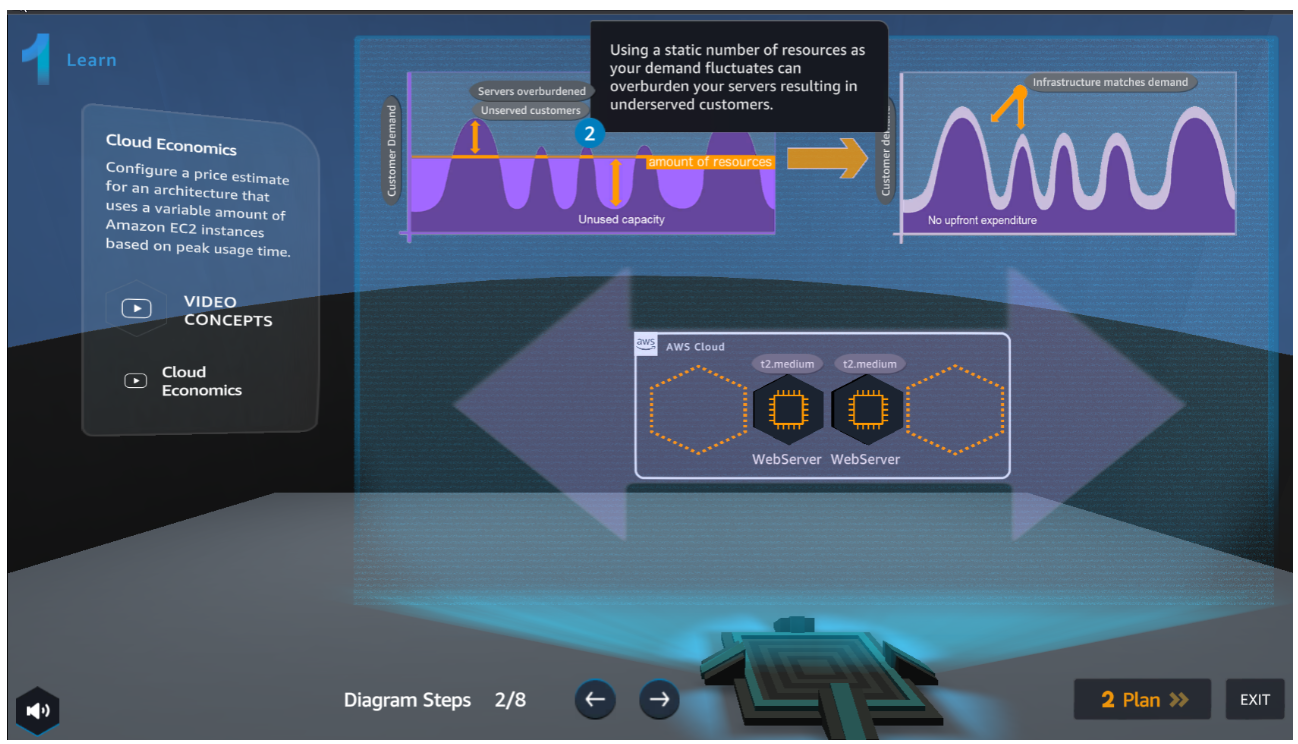 1
Learn
Cloud Economics
Configure a price estimate
for an architecture that
uses a variable amount of
Amazon EC2 instances
based on peak usage time.
VIDEO
CONCEPTS
Cloud
Economics
Using a static number of resources as
your demand fluctuates can
overburden your servers resulting in
underserved customers.
Servers overburdened
Unserved customers
2
Customer Demand
amount of resources
Unused capacity
Infrastructure matches demand
Customer de
No upfront expenditure
aws
AWS Cloud
t2.medium t2.medium
WebServer WebServer
Diagram Steps 2/8
2 Plan
EXIT